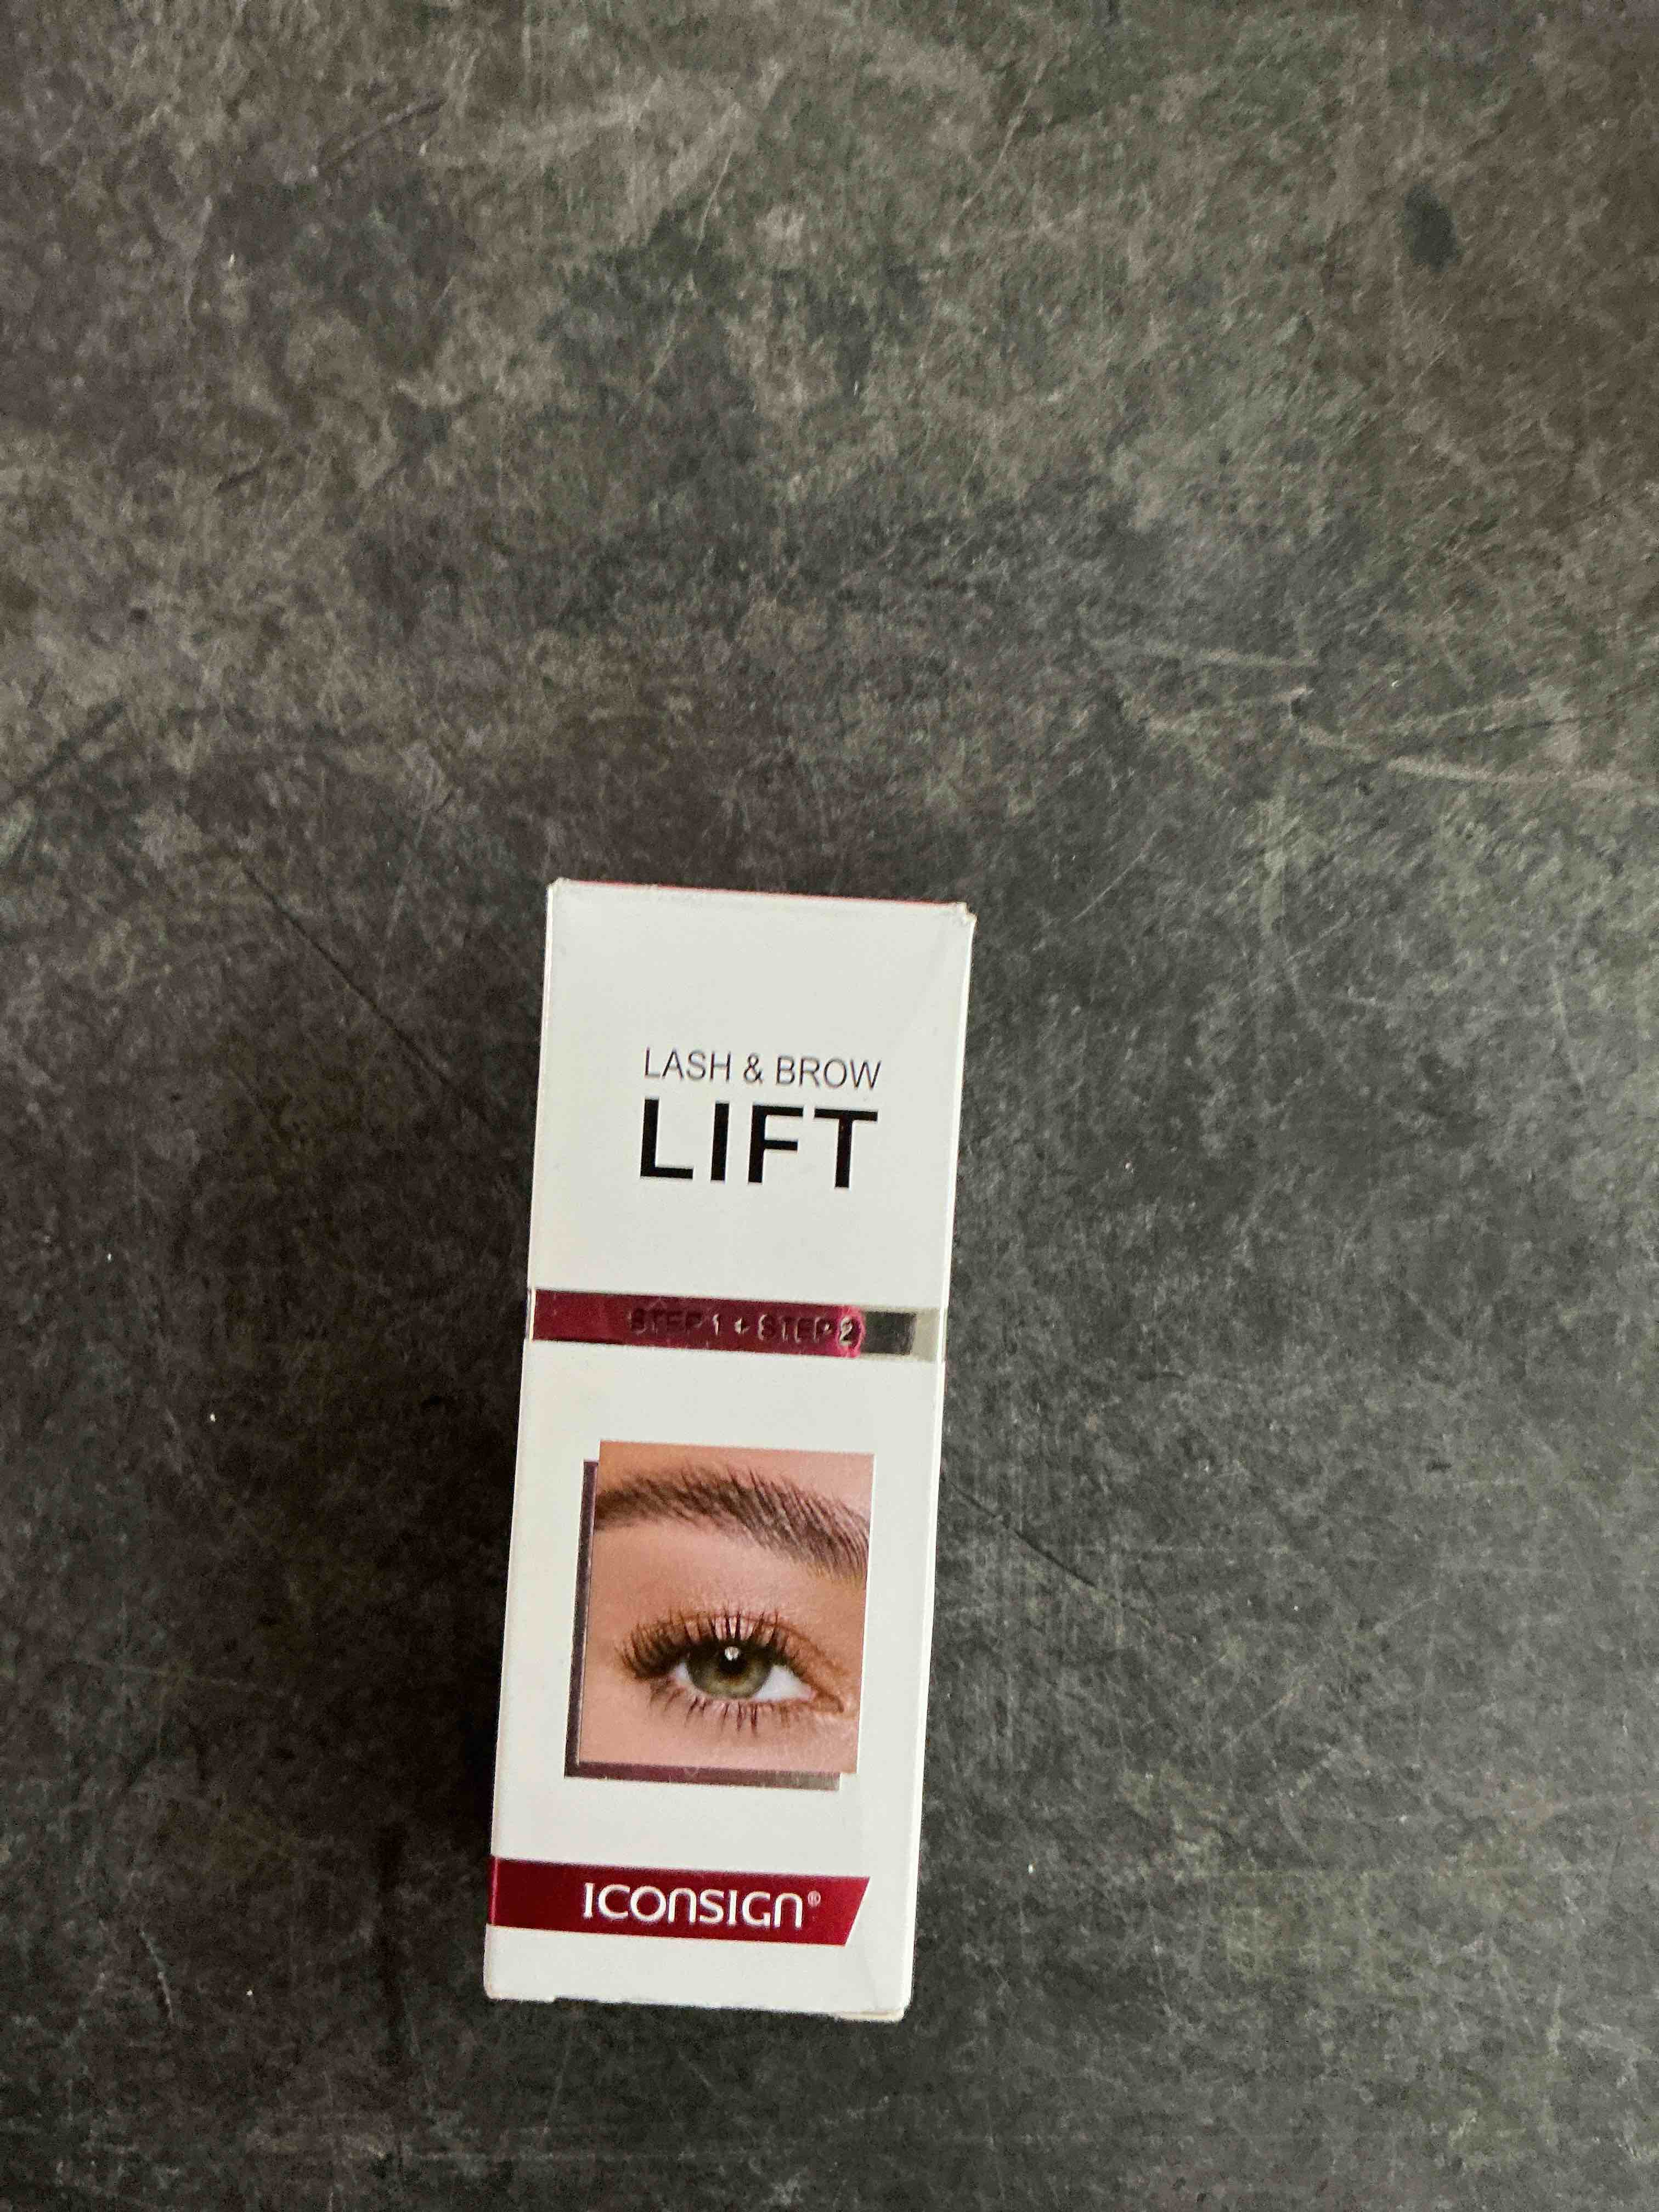 LASH & BROW
LIFT
STEP 1 + STEP 2
ICONSIGN®